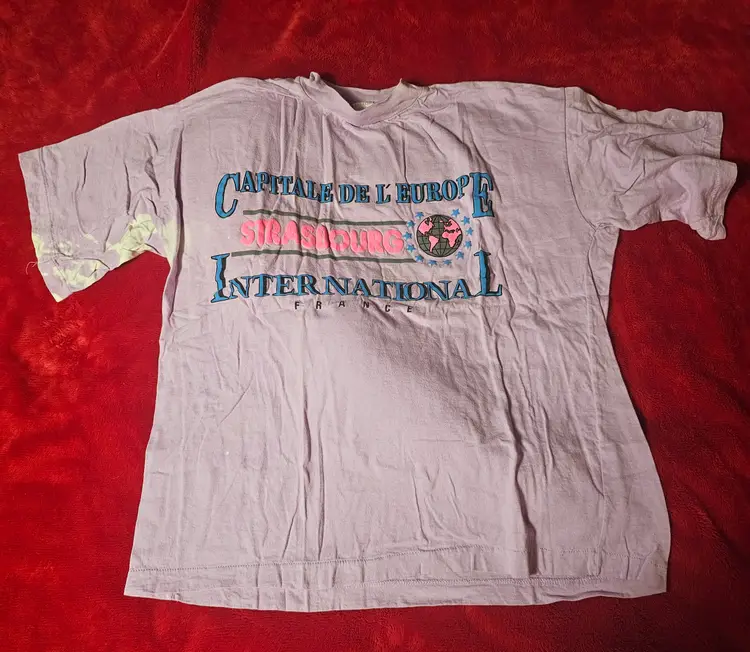 CAPITALE DE L'EUROPE
STRASBOURG
INTERNATIONAL
FRANCE